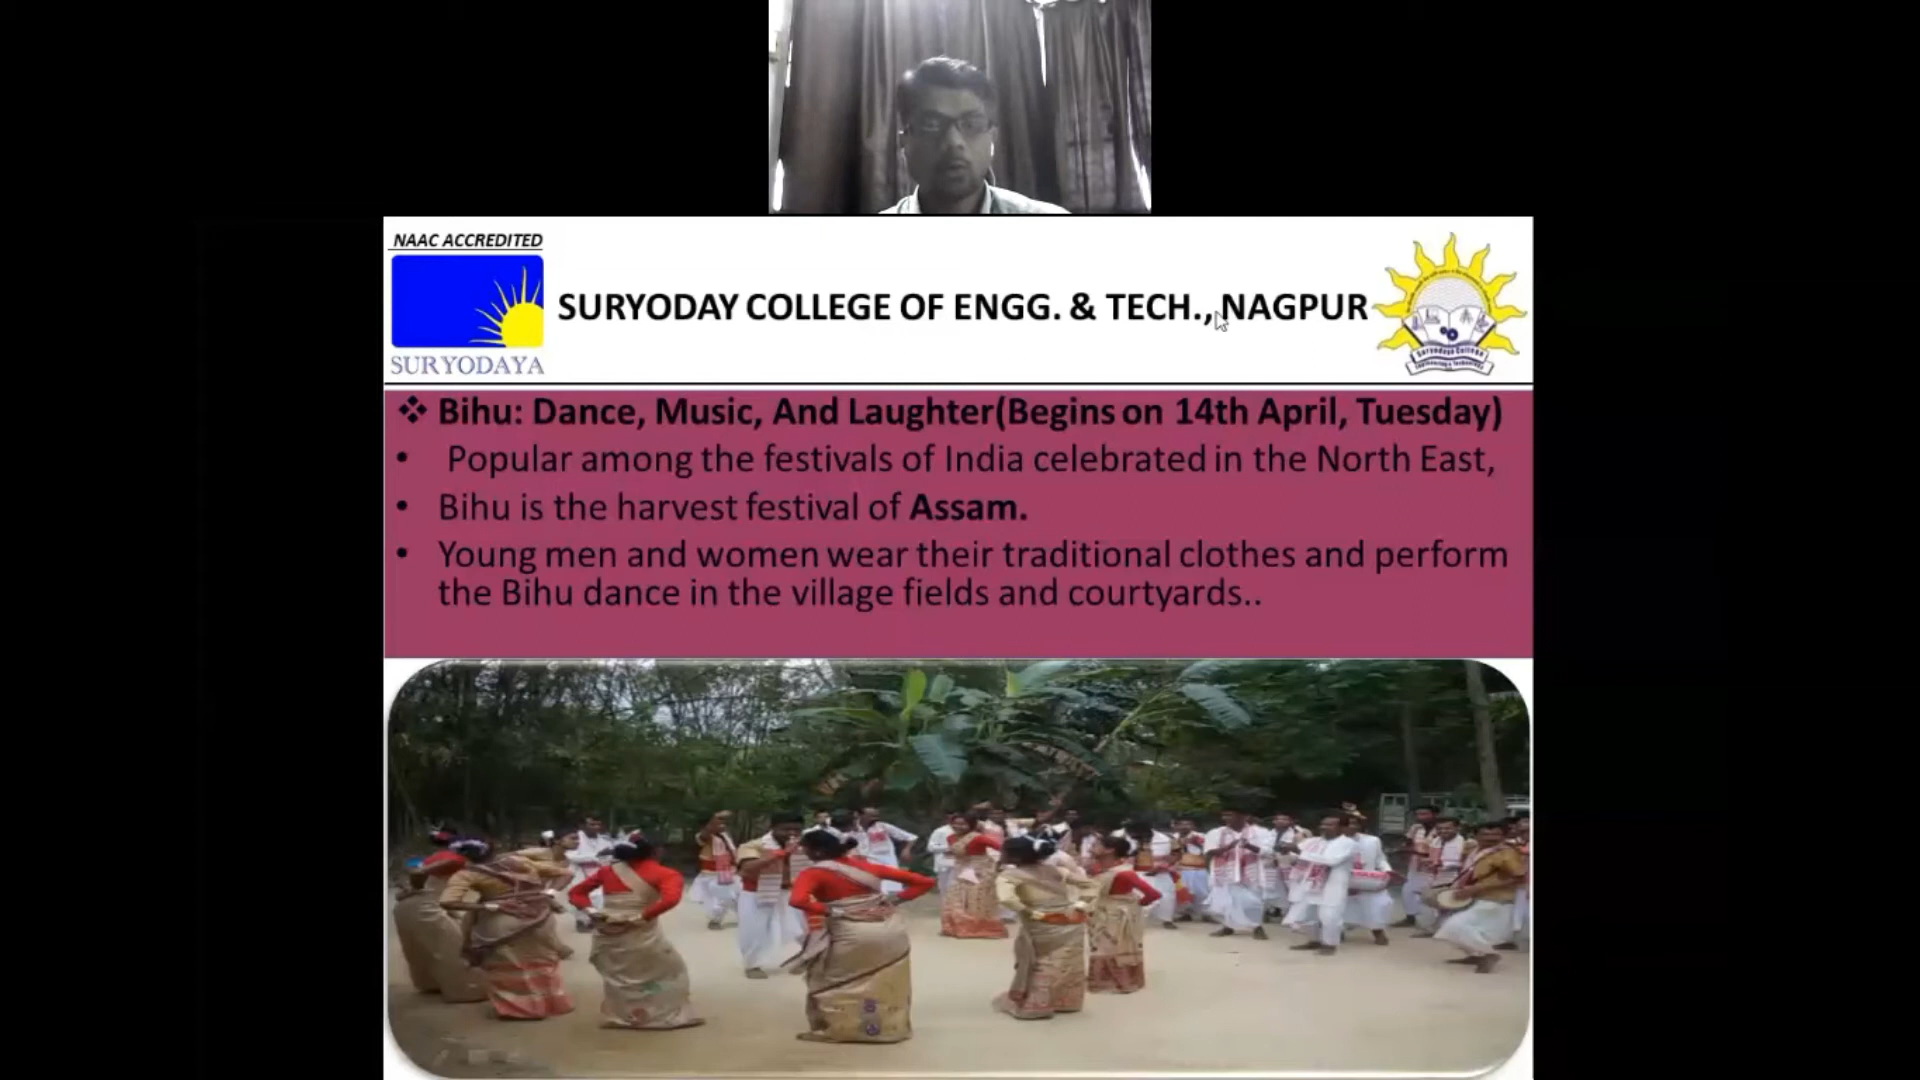 NAAC ACCREDITED
SURYODAYA
SURYODAY COLLEGE OF ENGG. & TECH., NAGPUR
Suryodaya College
❖ Bihu: Dance, Music, And Laughter(Begins on 14th April, Tuesday)
• Popular among the festivals of India celebrated in the North East,
• Bihu is the harvest festival of Assam.
• Young men and women wear their traditional clothes and perform
the Bihu dance in the village fields and courtyards..